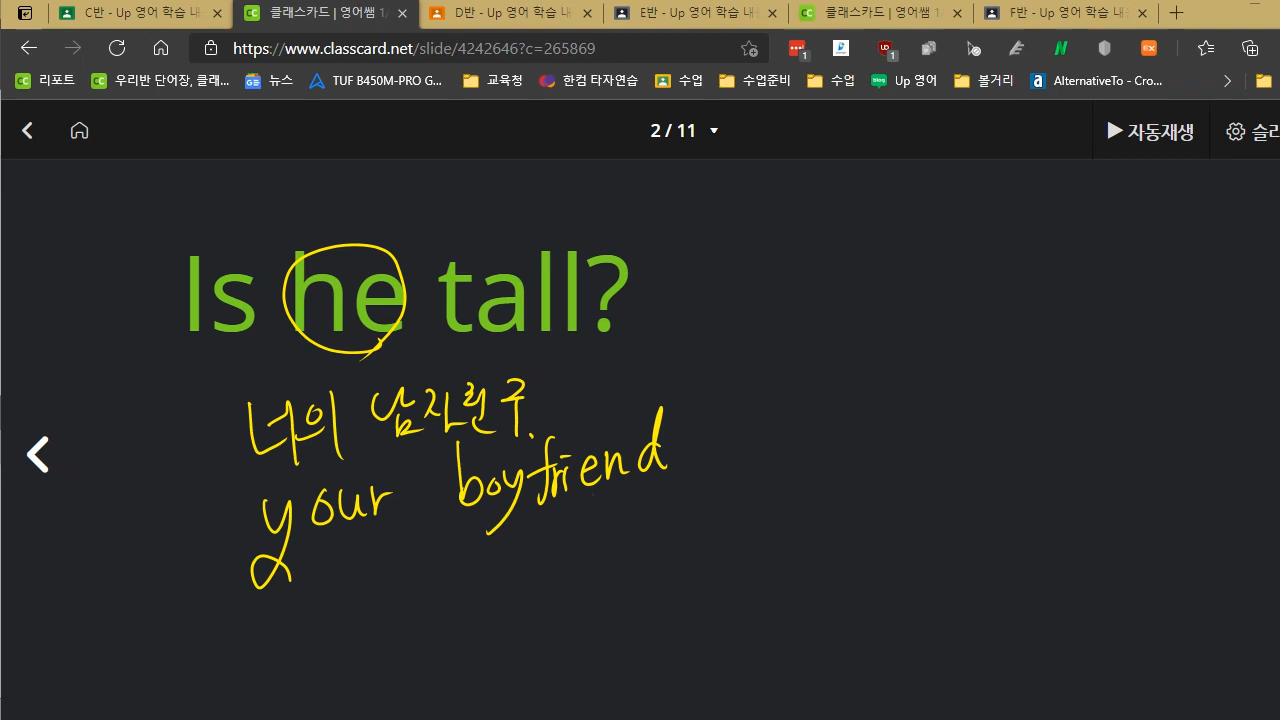 C반 - Up 영어 학습 내
클래스카드 | 영어쌤 1/
D반 - Up 영어 학습 내
E반 - Up 영어 학습 내
클래스카드 | 영어쌤 1/
F반 - Up 영어 학습 내
https://www.classcard.net/slide/4242646?c=265869
리포트 우리반 단어장, 클래... 뉴스 TUF B450M-PRO G... 교육청 한컴 타자연습 수업 수업준비 수업 Up 영어 볼거리 AlternativeTo - Cro...
2 / 11
자동재생
슬리
Is he tall?
너의 남자친구
your boyfriend